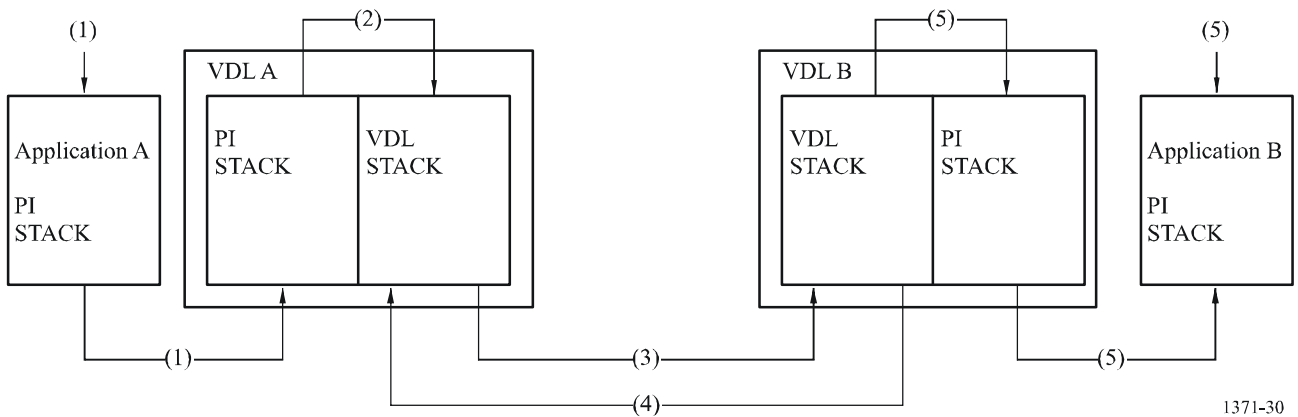 (1)
(2)
(5)
(5)
VDL A
VDL B
Application A
PI
STACK
PI
STACK
VDL
STACK
VDL
STACK
PI
STACK
Application B
PI
STACK
(1)
(3)
(5)
(4)
1371-30